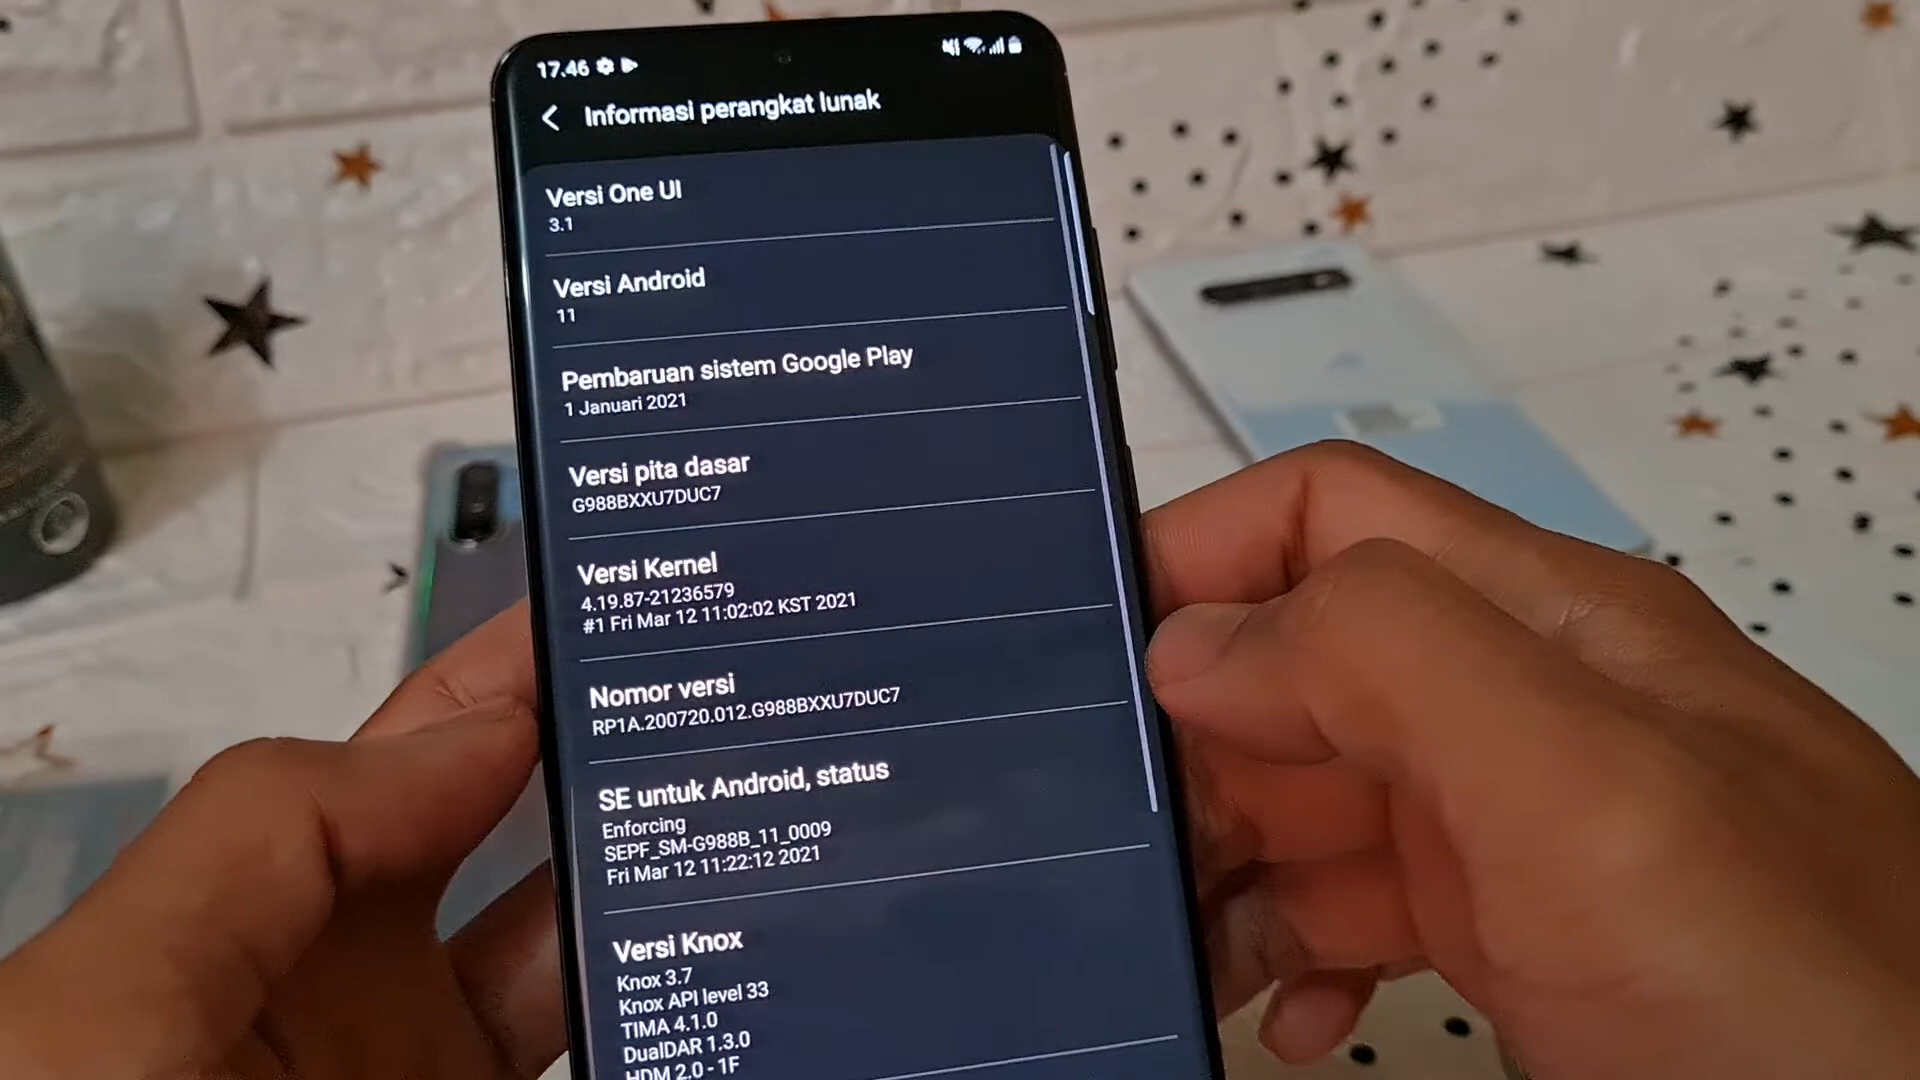 17.46
Informasi perangkat lunak
Versi One UI
3.1
Versi Android
11
Pembaruan sistem Google Play
1 Januari 2021
Versi pita dasar
G988BXXU7DUC7
Versi Kernel
4.19.87-21236579
#1 Fri Mar 12 11:02:02 KST 2021
Nomor versi
RP1A.200720.012.G988BXXU7DUC7
SE untuk Android, status
Enforcing
SEPF_SM-G988B_11_0009
Fri Mar 12 11:22:12 2021
Versi Knox
Knox 3.7
Knox API level 33
TIMA 4.1.0
DualDAR 1.3.0
HDM 2.0 - 1F